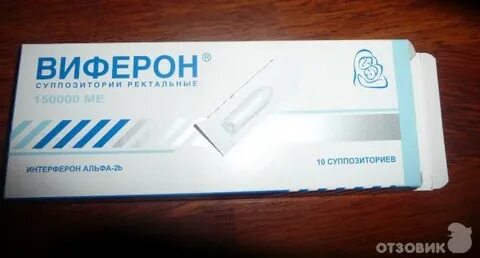 ВИФЕРОН®
СУППОЗИТОРИИ РЕКТАЛЬНЫЕ
150000 МЕ
ИНТЕРФЕРОН АЛЬФА-2b
10 СУППОЗИТОРИЕВ
ОТЗОВИК